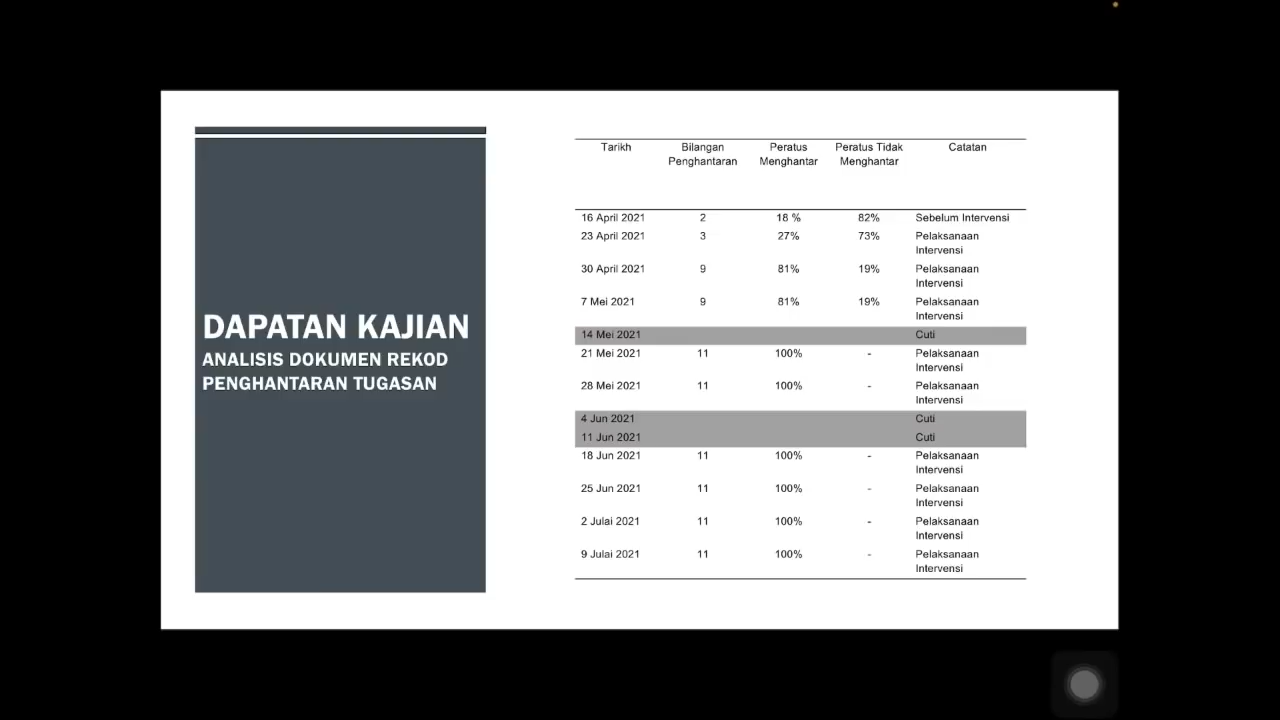 DAPATAN KAJIAN
ANALISIS DOKUMEN REKOD
PENGHANTARAN TUGASAN
Tarikh Bilangan Penghantaran Peratus Menghantar Peratus Tidak Menghantar Catatan
16 April 2021 2 18 % 82% Sebelum Intervensi
23 April 2021 3 27% 73% Pelaksanaan Intervensi
30 April 2021 9 81% 19% Pelaksanaan Intervensi
7 Mei 2021 9 81% 19% Pelaksanaan Intervensi
14 Mei 2021 Cuti
21 Mei 2021 11 100% - Pelaksanaan Intervensi
28 Mei 2021 11 100% - Pelaksanaan Intervensi
4 Jun 2021 Cuti
11 Jun 2021 Cuti
18 Jun 2021 11 100% - Pelaksanaan Intervensi
25 Jun 2021 11 100% - Pelaksanaan Intervensi
2 Julai 2021 11 100% - Pelaksanaan Intervensi
9 Julai 2021 11 100% - Pelaksanaan Intervensi